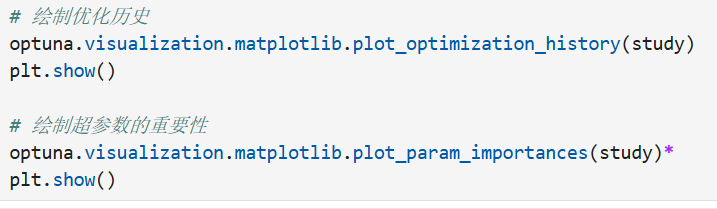 # 绘制优化历史
optuna.visualization.matplotlib.plot_optimization_history(study)
plt.show()
# 绘制超参数的重要性
optuna.visualization.matplotlib.plot_param_importances(study)*
plt.show()